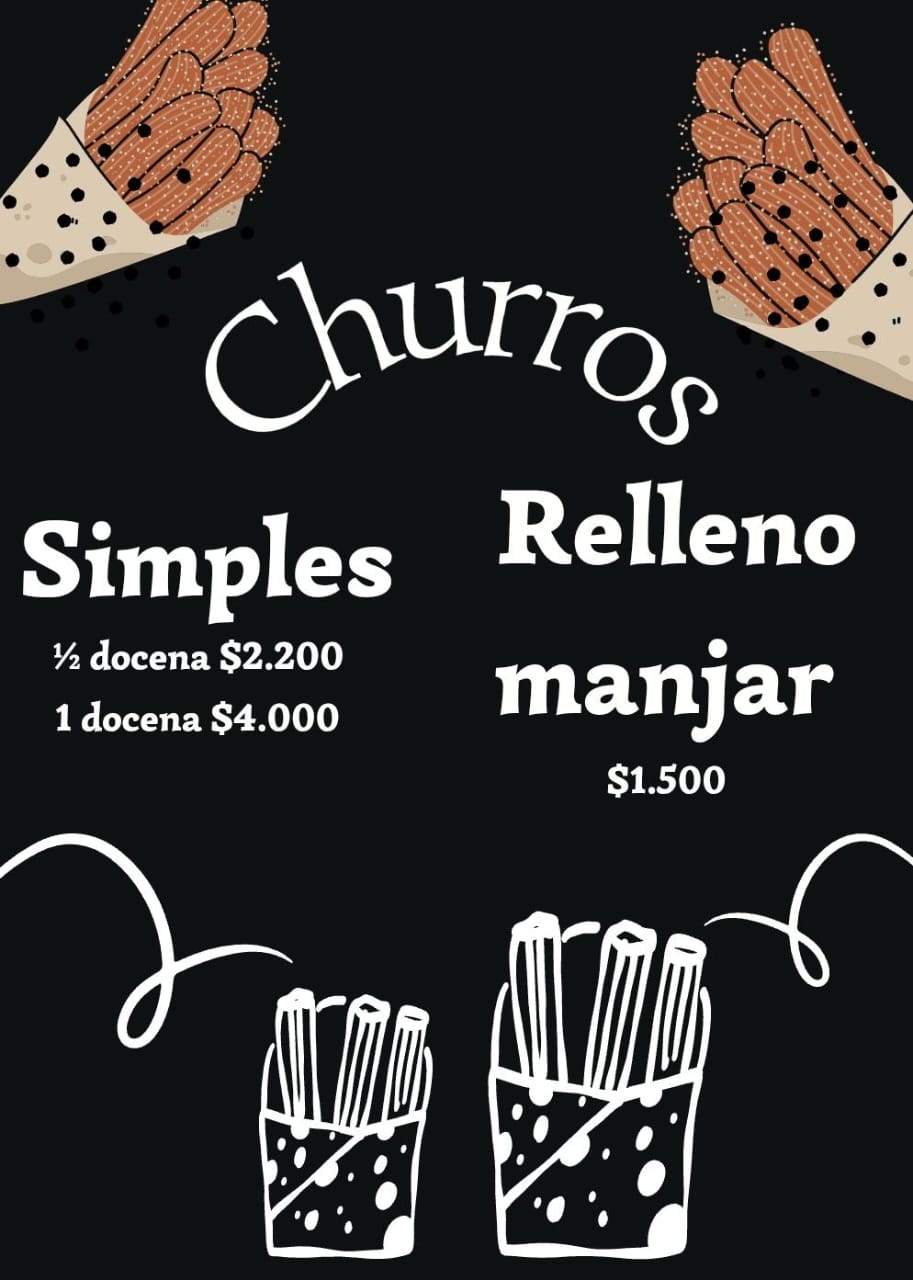 Churros
Simples
½ docena $2.200
1 docena $4.000
Relleno
manjar
$1.500